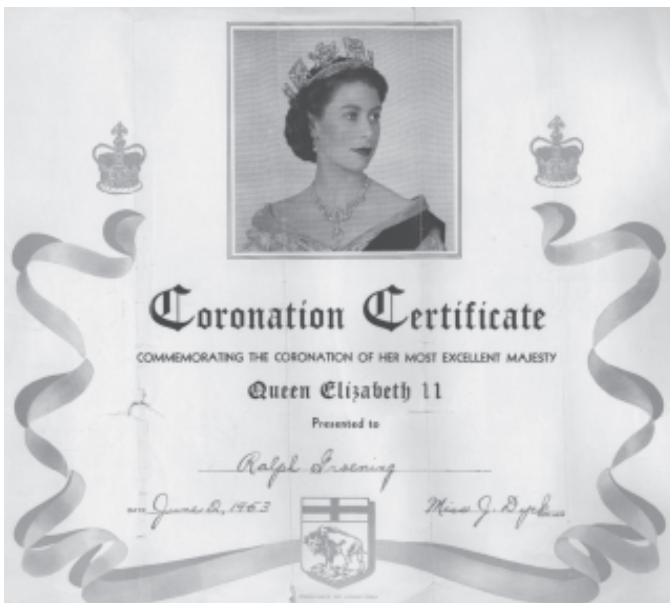 Coronation Certificate
COMMEMORATING THE CORONATION OF HER MOST EXCELLENT MAJESTY
Queen Elizabeth 11
Presented to
Ralph Groening
DATE June 2, 1953 Miss J.